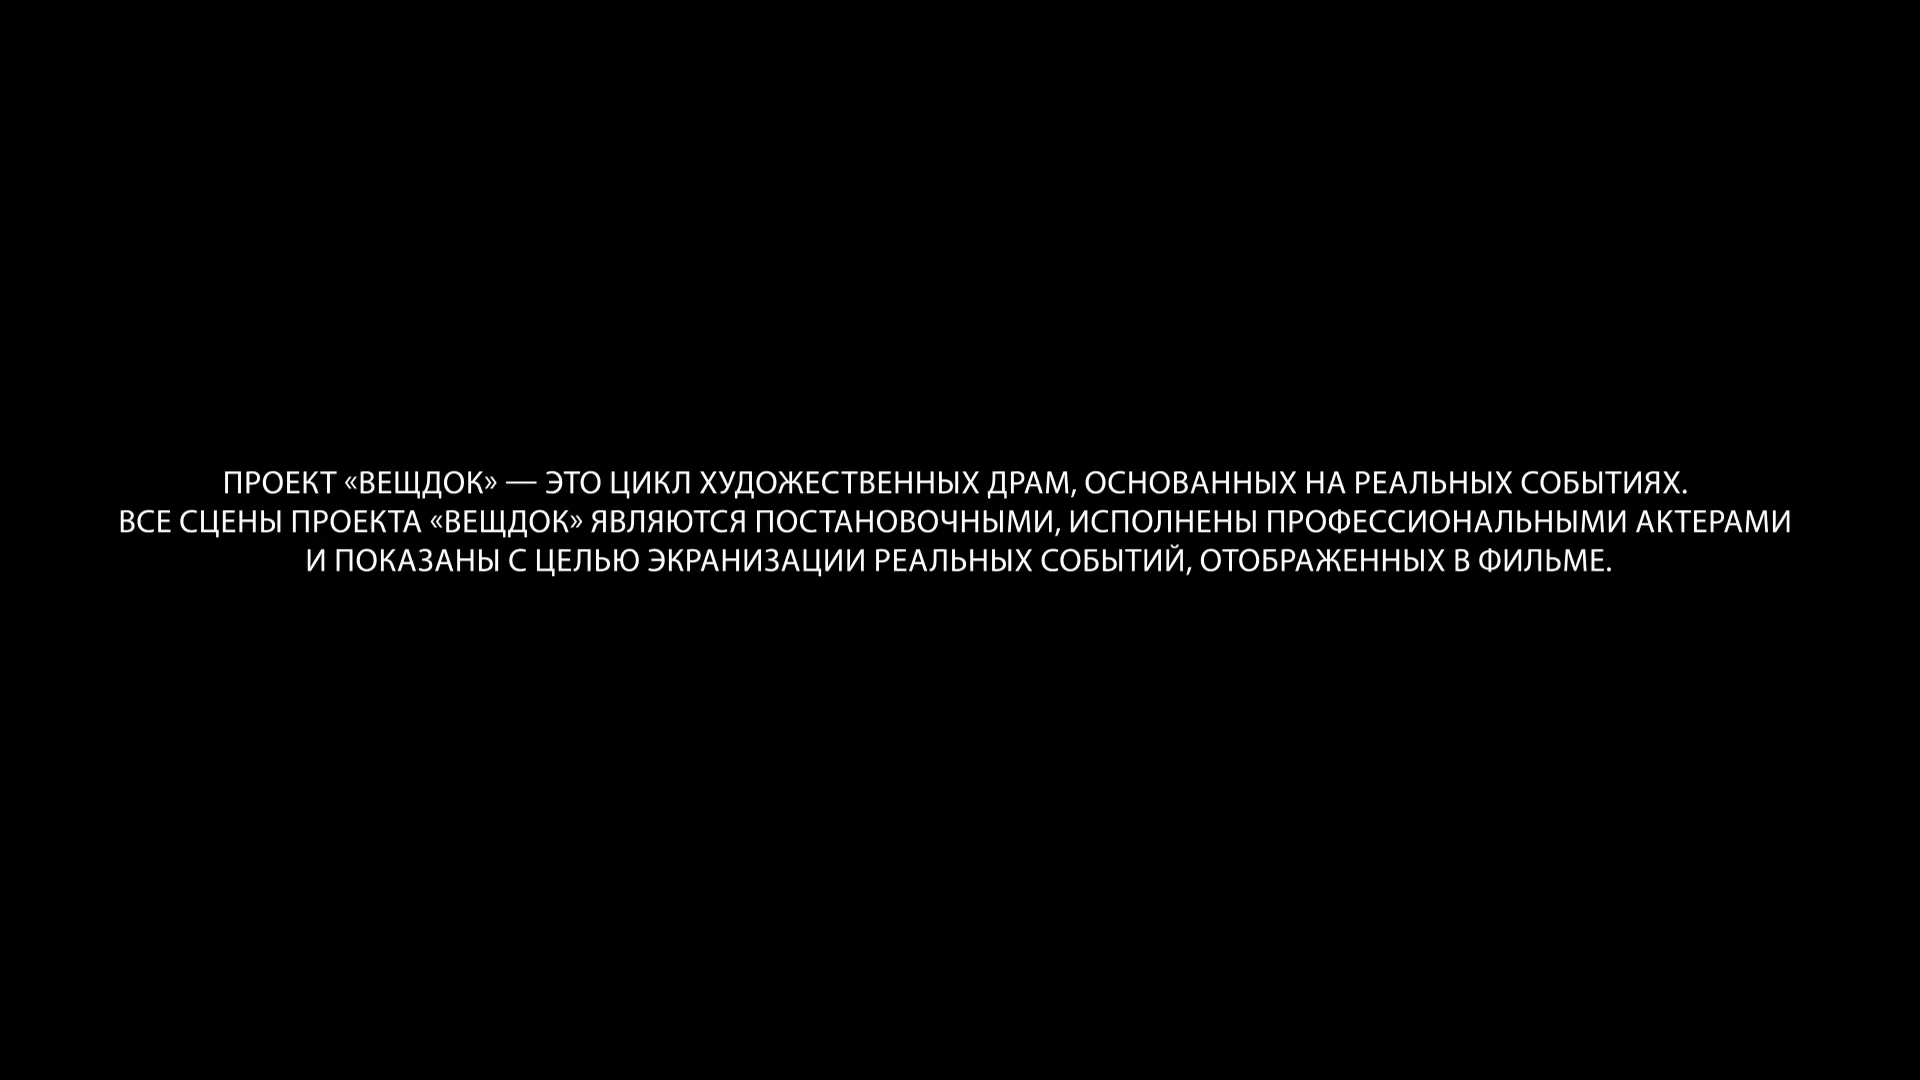 ПРОЕКТ «ВЕЩДОК» — ЭТО ЦИКЛ ХУДОЖЕСТВЕННЫХ ДРАМ, ОСНОВАННЫХ НА РЕАЛЬНЫХ СОБЫТИЯХ.
ВСЕ СЦЕНЫ ПРОЕКТА «ВЕЩДОК» ЯВЛЯЮТСЯ ПОСТАНОВОЧНЫМИ, ИСПОЛНЕНЫ ПРОФЕССИОНАЛЬНЫМИ АКТЕРАМИ
И ПОКАЗАНЫ С ЦЕЛЬЮ ЭКРАНИЗАЦИИ РЕАЛЬНЫХ СОБЫТИЙ, ОТОБРАЖЕННЫХ В ФИЛЬМЕ.